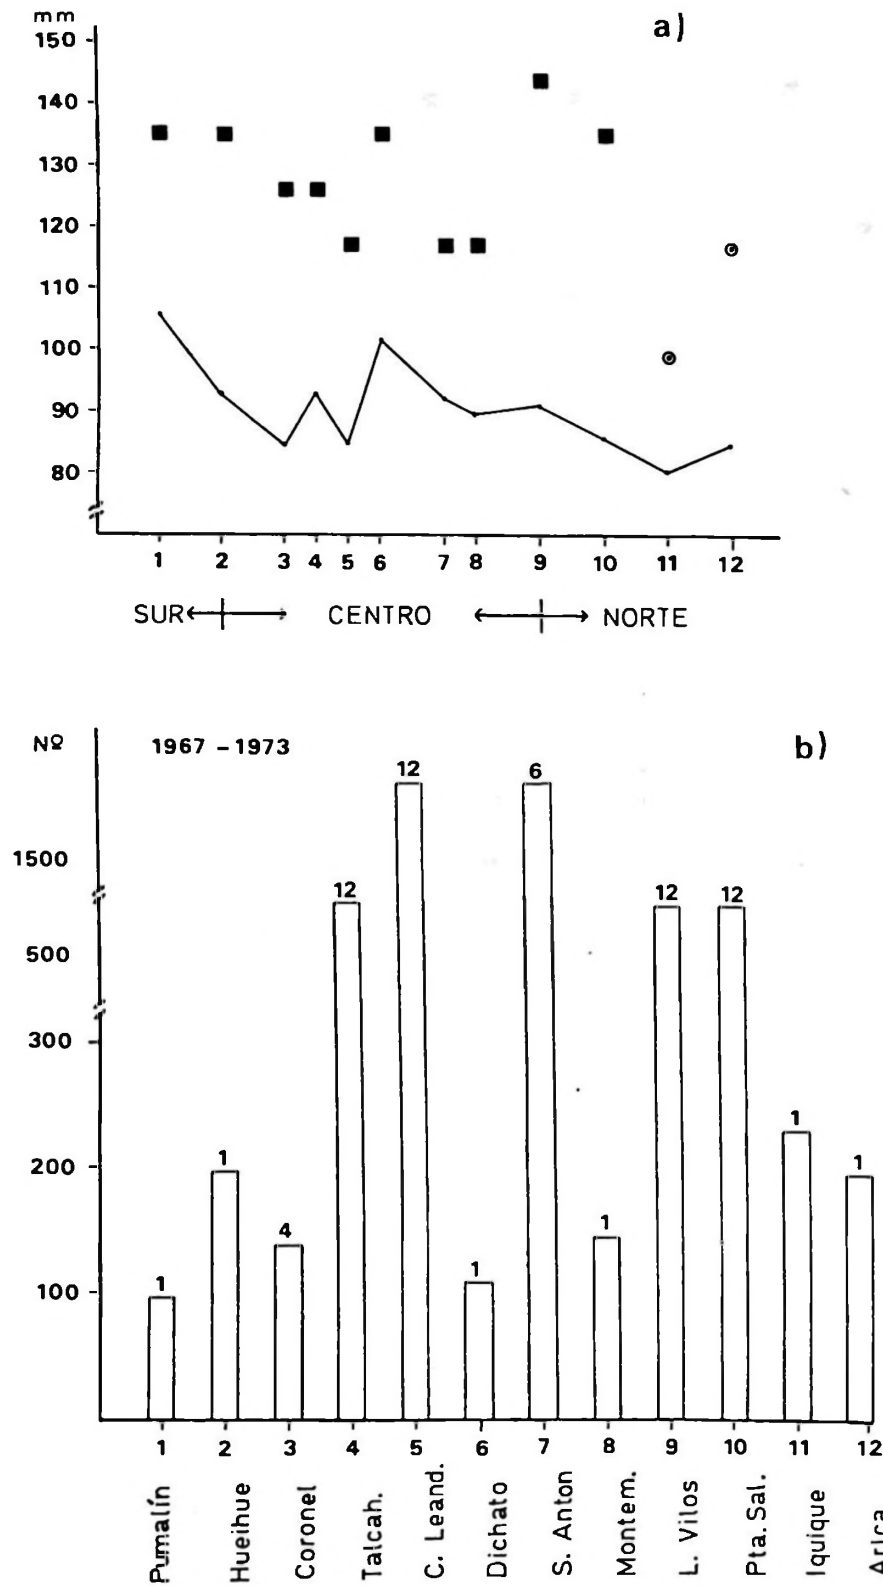 mm
a)
150
140
130
120
110
100
90
80
1 2 3 4 5 6 7 8 9 10 11 12
SUR CENTRO NORTE
Nº 1967 – 1973 b)
12 6
1500
12 12 12
500
300
1 1
200 1
4 1
100 1 1
1 2 3 4 5 6 7 8 9 10 11 12
Pumalín
Hueihue
Coronel
Talcah.
C. Leand.
Dichato
S. Anton
Montem.
L. Vilos
Pta. Sal.
Iquique
Arica